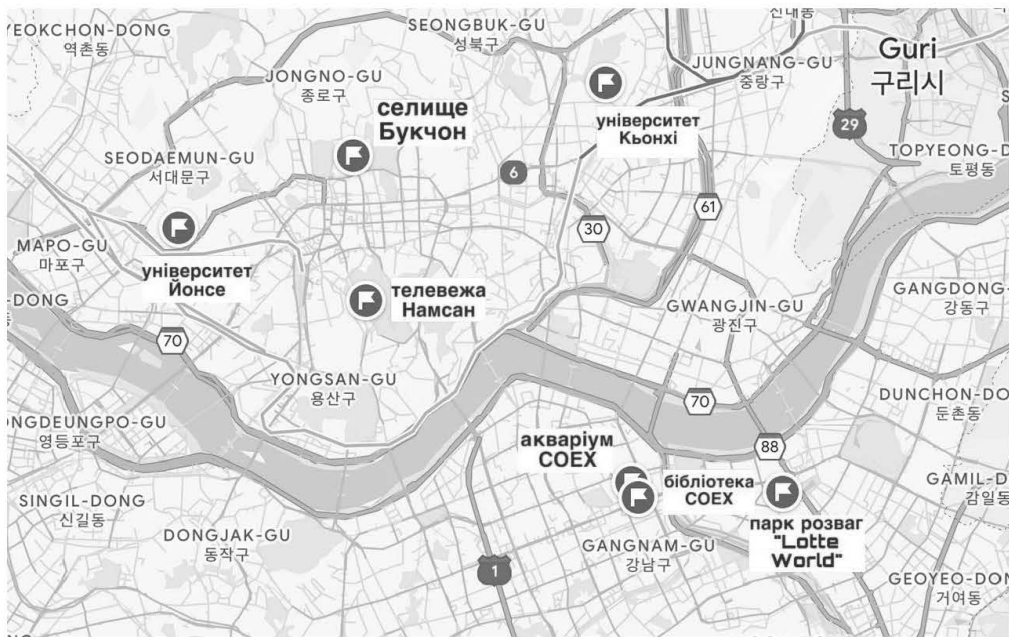 YEOKCHON-DONG
역촌동
SEONGBUK-GU
성북구
신내동
JONGNO-GU
종로구
JUNGNANG-GU
중랑구
Guri
구리시
селище
Букчон
університет
Кьонхі
29
SEODAEMUN-GU
서대문구
6
TOPYEONG-D
토평동
61
30
MAPO-GU
마포구
університет
Йонсе
телевежа
Намсан
-DONG
GANGDONG-
강동구
GWANGJIN-GU
광진구
70
YONGSAN-GU
용산구
70
DUNCHON-DO
둔촌동
ONGDEUNGPO-GU
영등포구
акваріум
COEX
88
бібліотека
COEX
GAMIL-D
감일동
SINGIL-DONG
신길동
DONGJAK-GU
동작구
GANGNAM-GU
강남구
парк розваг
"Lotte
World"
1
GEOYEO-DON
거여동